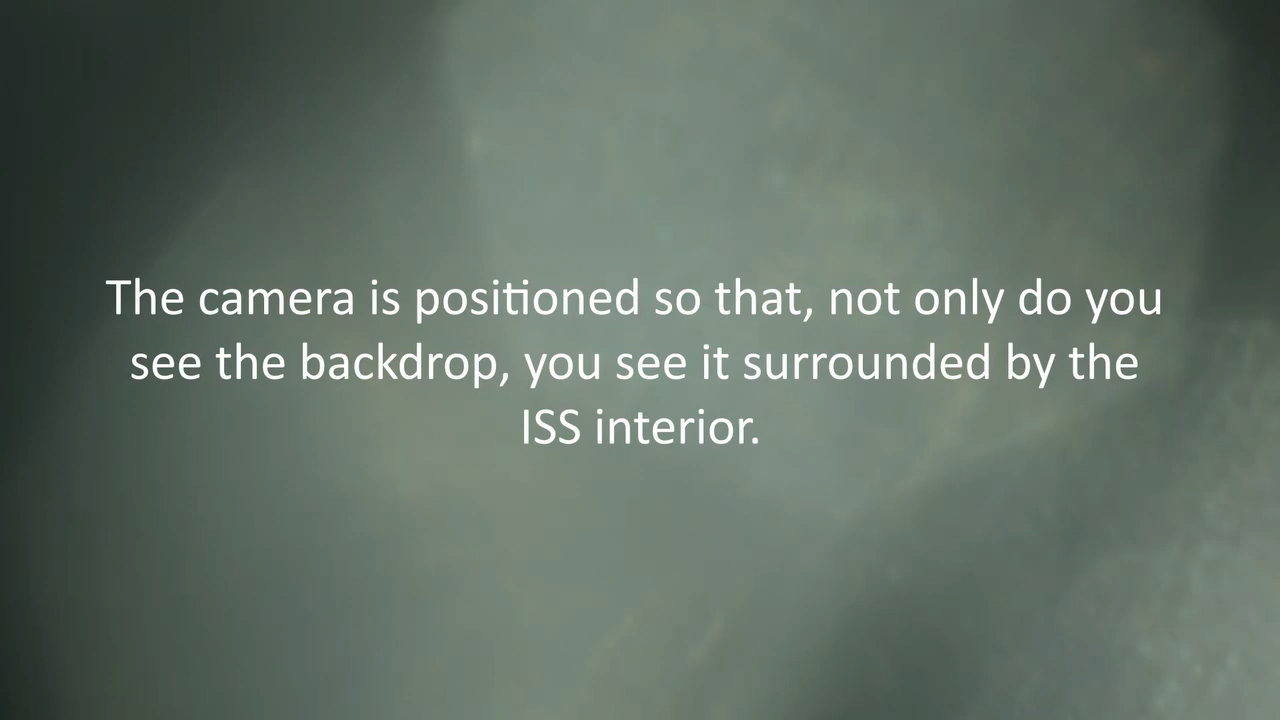 The camera is positioned so that, not only do you
see the backdrop, you see it surrounded by the
ISS interior.